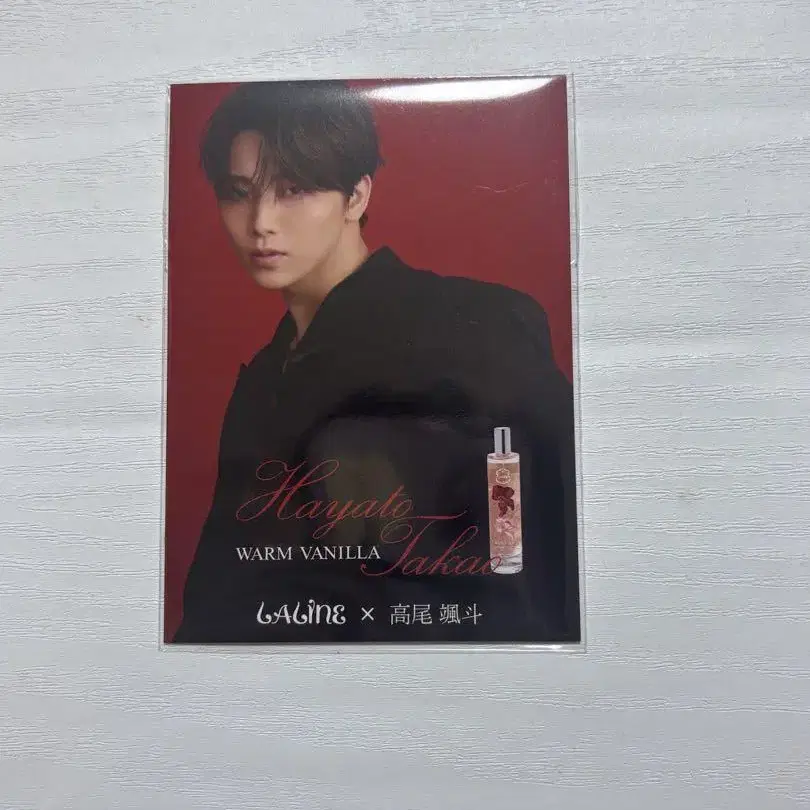 Hayato
Takao
WARM VANILLA
LALINE × 高尾 颯斗